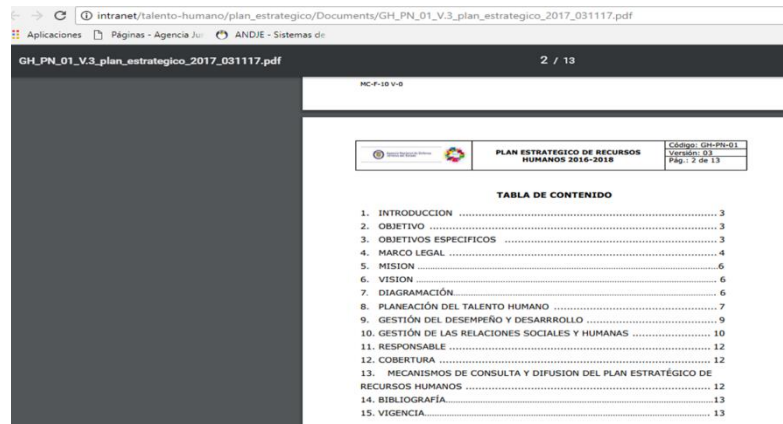 intranet/talento-humano/plan_estrategico/Documents/GH_PN_01_V.3_plan_estrategico_2017_031117.pdf
Aplicaciones Páginas - Agencia Ju ANDJE - Sistemas de
GH_PN_01_V.3_plan_estrategico_2017_031117.pdf 2 / 13
MC-F-10 V-0
PLAN ESTRATEGICO DE RECURSOS HUMANOS 2016-2018
Código: GH-PN-01
Versión: 03
Pág.: 2 de 13
TABLA DE CONTENIDO
1. INTRODUCCION ........ 3
2. OBJETIVO ........ 3
3. OBJETIVOS ESPECIFICOS ........ 3
4. MARCO LEGAL ........ 4
5. MISION ........ 6
6. VISION ........ 6
7. DIAGRAMACIÓN ........ 6
8. PLANEACIÓN DEL TALENTO HUMANO ........ 7
9. GESTIÓN DEL DESEMPEÑO Y DESARRROLLO ........ 9
10. GESTIÓN DE LAS RELACIONES SOCIALES Y HUMANAS ........ 10
11. RESPONSABLE ........ 12
12. COBERTURA ........ 12
13. MECANISMOS DE CONSULTA Y DIFUSION DEL PLAN ESTRATÉGICO DE
RECURSOS HUMANOS ........ 12
14. BIBLIOGRAFÍA ........ 13
15. VIGENCIA ........ 13